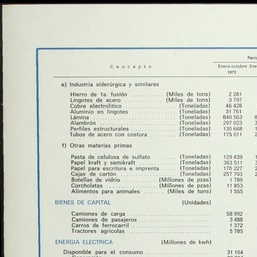 Concepto
Enero-octubre
1973
e) Industria siderúrgica y similares
Hierro de 1a. fusión (Miles de tons) 2 281
Lingotes de acero (Miles de tons) 3 797
Cobre electrolítico (Toneladas) 46 428
Aluminio en lingotes (Toneladas) 31 761
Lámina (Toneladas) 840 563
Alambrón (Toneladas) 297 023
Perfiles estructurales (Toneladas) 130 668
Tubos de acero con costura (Toneladas) 175 011
f) Otras materias primas
Pasta de celulosa de sulfato (Toneladas) 129 439
Papel kraft y semikraft (Toneladas) 363 511
Papel para escritura e imprenta (Toneladas) 170 227
Cajas de cartón (Toneladas) 257 703
Botellas de vidrio (Millones de pzas) 1 789
Corcholatas (Millones de pzas) 11 853
Alimentos para animales (Miles de tons) 1 555
BIENES DE CAPITAL (Unidades)
Camiones de carga 58 992
Camiones de pasajeros 1 488
Carros de ferrocarril 1 372
Tractores agrícolas 5 785
ENERGIA ELECTRICA (Millones de kwh)
Disponible para el consumo 31 164